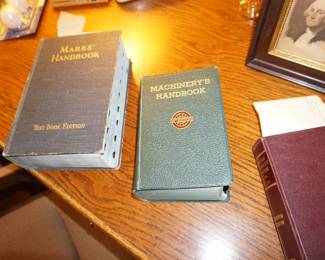 MARKS'
HANDBOOK
TEXT BOOK EDITION
MACHINERY'S
HANDBOOK